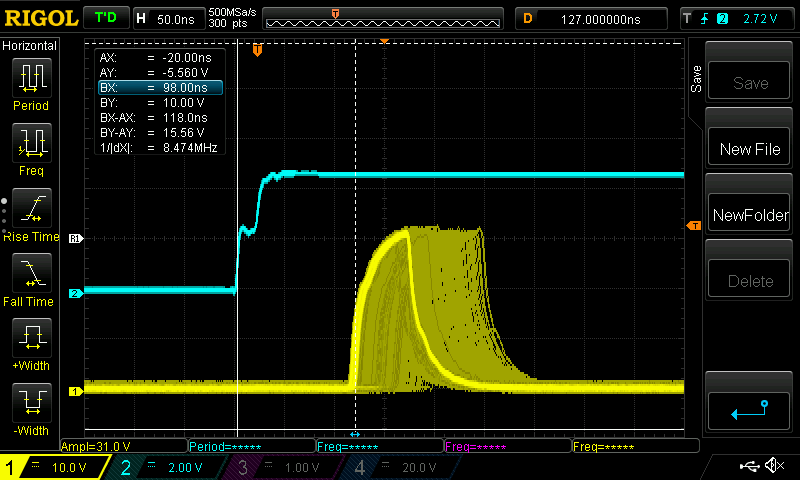 RIGOL T'D H 50.0ns 500MSa/s 300 pts T D 127.000000ns T 2 2.72 V
Horizontal
Period
Freq
Rise Time
Fall Time
+Width
-Width
T
AX: = -20.00ns
AY: = -5.560 V
BX: = 98.00ns
BY: = 10.00 V
BX-AX: = 118.0ns
BY-AY: = 15.56 V
1/|dX|: = 8.474MHz
R1
2
1
T
Save
Save
New File
NewFolder
Delete
Ampl=31.0 V Period=***** Freq=***** Freq=***** Freq=*****
1 = 10.0 V 2 = 2.00 V 3 = 1.00 V 4 = 20.0 V